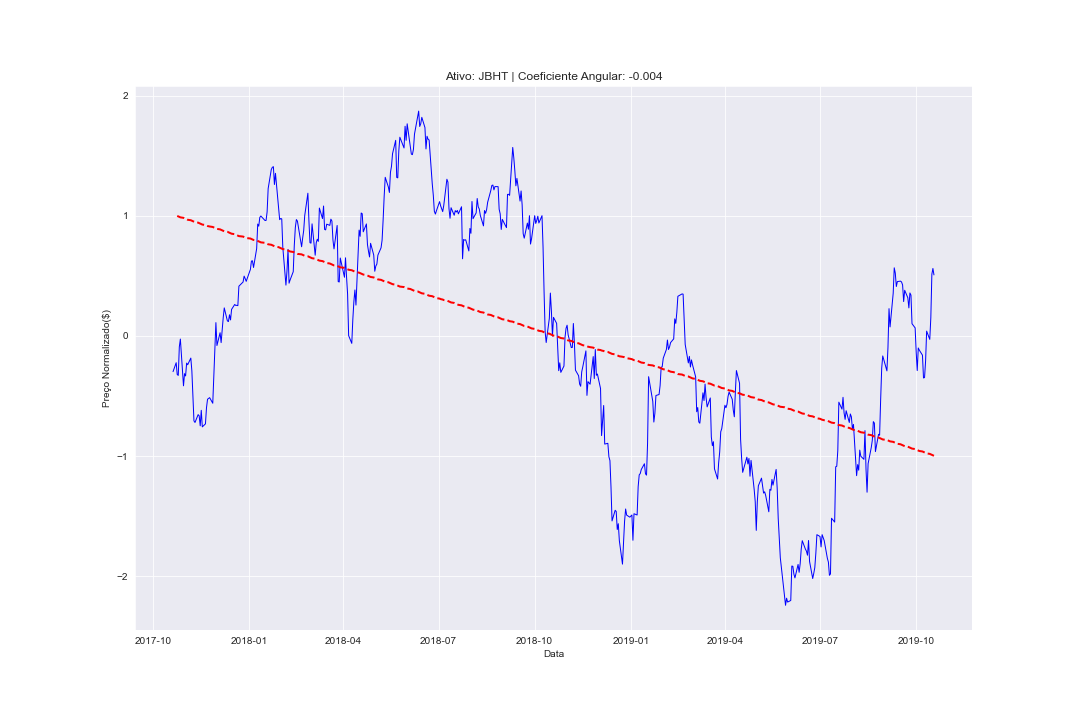 Ativo: JBHT | Coeficiente Angular: -0.004
Preço Normalizado($)
2
1
0
−1
−2
2017-10 2018-01 2018-04 2018-07 2018-10 2019-01 2019-04 2019-07 2019-10
Data